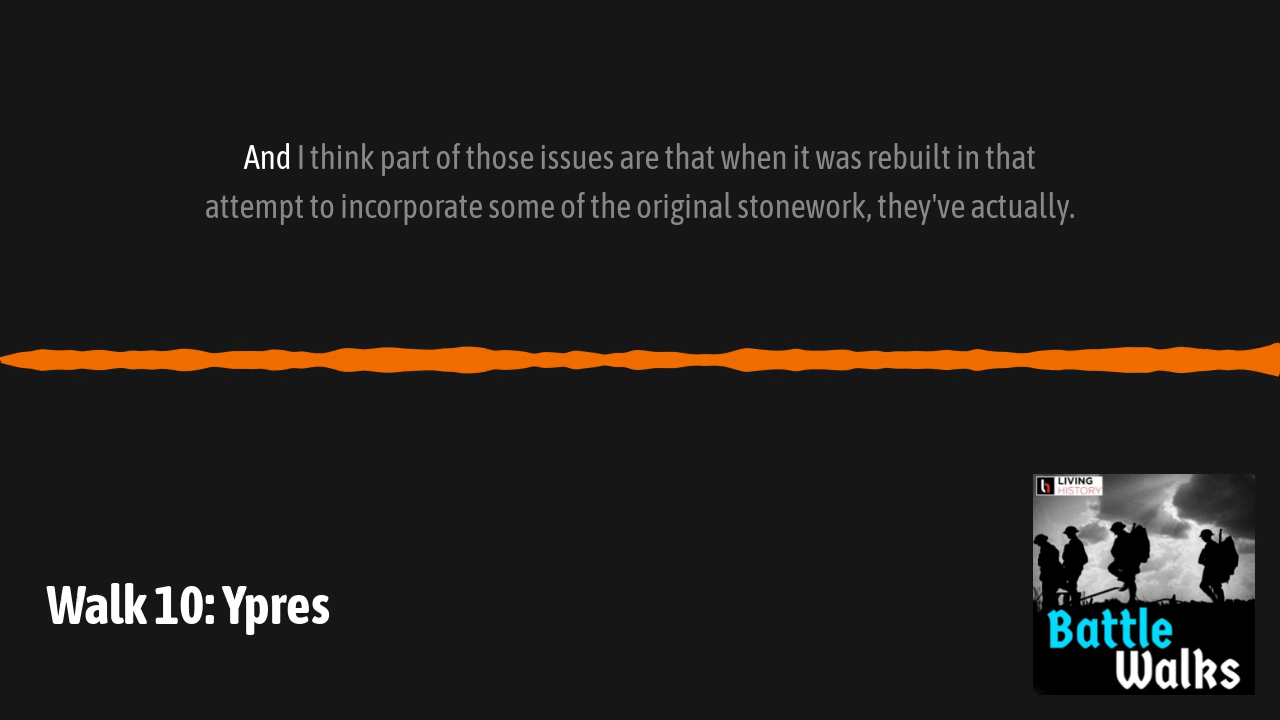 And I think part of those issues are that when it was rebuilt in that
attempt to incorporate some of the original stonework, they've actually.
Walk 10: Ypres
LIVING
HISTORY
Battle
Walks